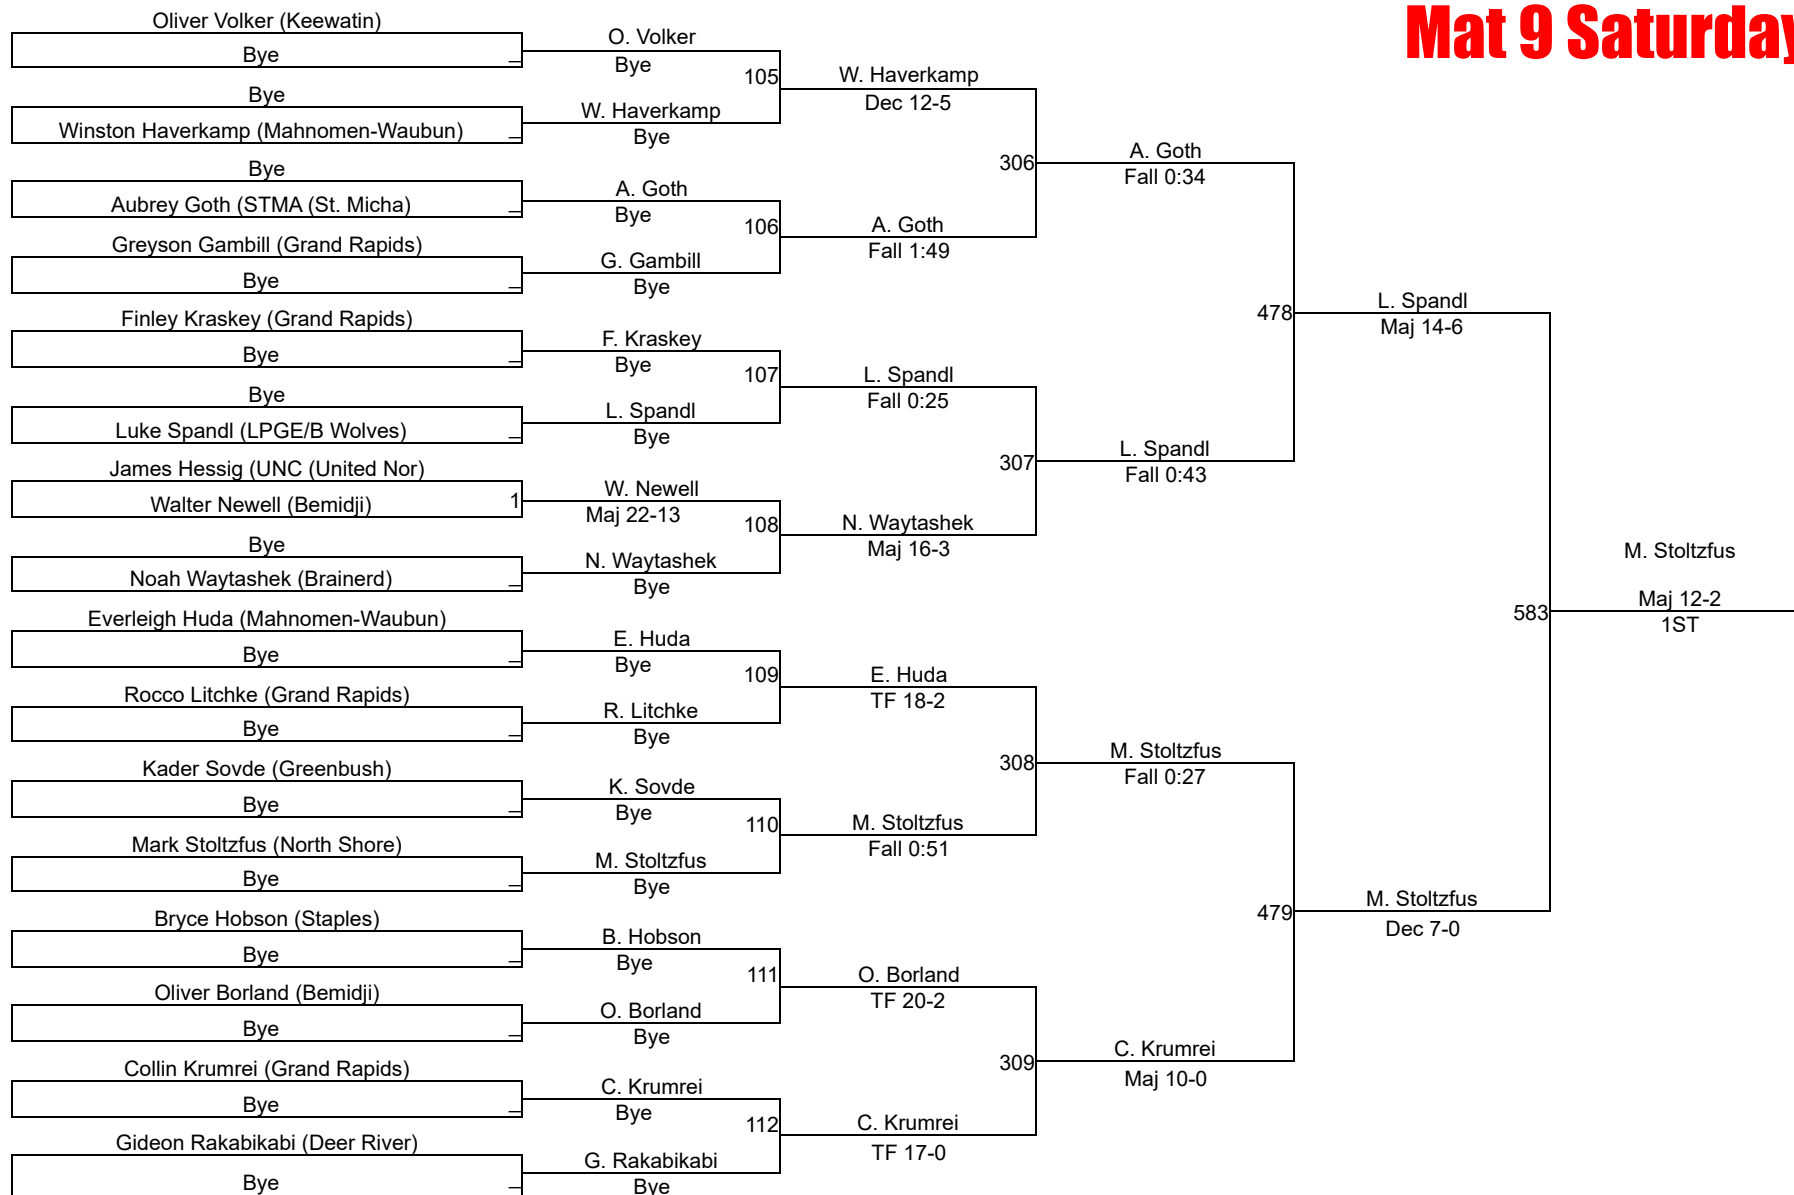 Mat 9 Saturday
Oliver Volker (Keewatin)
Bye
Bye
Winston Haverkamp (Mahnomen-Waubun)
Bye
Aubrey Goth (STMA (St. Micha)
Greyson Gambill (Grand Rapids)
Bye
Finley Kraskey (Grand Rapids)
Bye
Bye
Luke Spandl (LPGE/B Wolves)
James Hessig (UNC (United Nor)
Walter Newell (Bemidji)
1
Bye
Noah Waytashek (Brainerd)
Everleigh Huda (Mahnomen-Waubun)
Bye
Rocco Litchke (Grand Rapids)
Bye
Kader Sovde (Greenbush)
Bye
Mark Stoltzfus (North Shore)
Bye
Bryce Hobson (Staples)
Bye
Oliver Borland (Bemidji)
Bye
Collin Krumrei (Grand Rapids)
Bye
Gideon Rakabikabi (Deer River)
Bye
O. Volker
Bye
105
W. Haverkamp
Bye
A. Goth
Bye
106
G. Gambill
Bye
F. Kraskey
Bye
107
L. Spandl
Bye
W. Newell
Maj 22-13
108
N. Waytashek
Bye
E. Huda
Bye
109
R. Litchke
Bye
K. Sovde
Bye
110
M. Stoltzfus
Bye
B. Hobson
Bye
111
O. Borland
Bye
C. Krumrei
Bye
112
G. Rakabikabi
Bye
W. Haverkamp
Dec 12-5
306
A. Goth
Fall 1:49
L. Spandl
Fall 0:25
307
N. Waytashek
Maj 16-3
E. Huda
TF 18-2
308
M. Stoltzfus
Fall 0:51
O. Borland
TF 20-2
309
C. Krumrei
TF 17-0
A. Goth
Fall 0:34
478
L. Spandl
Fall 0:43
M. Stoltzfus
Fall 0:27
479
C. Krumrei
Maj 10-0
L. Spandl
Maj 14-6
583
M. Stoltzfus
Dec 7-0
M. Stoltzfus
Maj 12-2
1ST